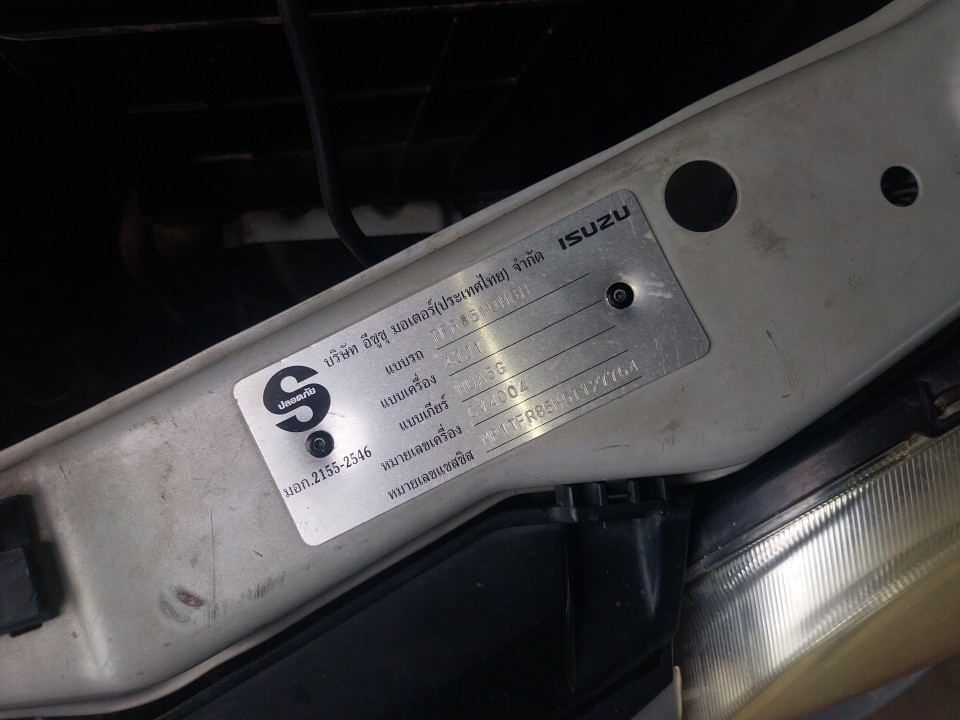 ISUZU
บริษัท อีซูซุ มอเตอร์(ประเทศไทย) จำกัด
แบบรถ
แบบเครื่อง 4JJ1
แบบเกียร์ MUA5G
หมายเลขเครื่อง
หมายเลขแชสซิส
S
ปลอดภัย
มอก.2155-2546